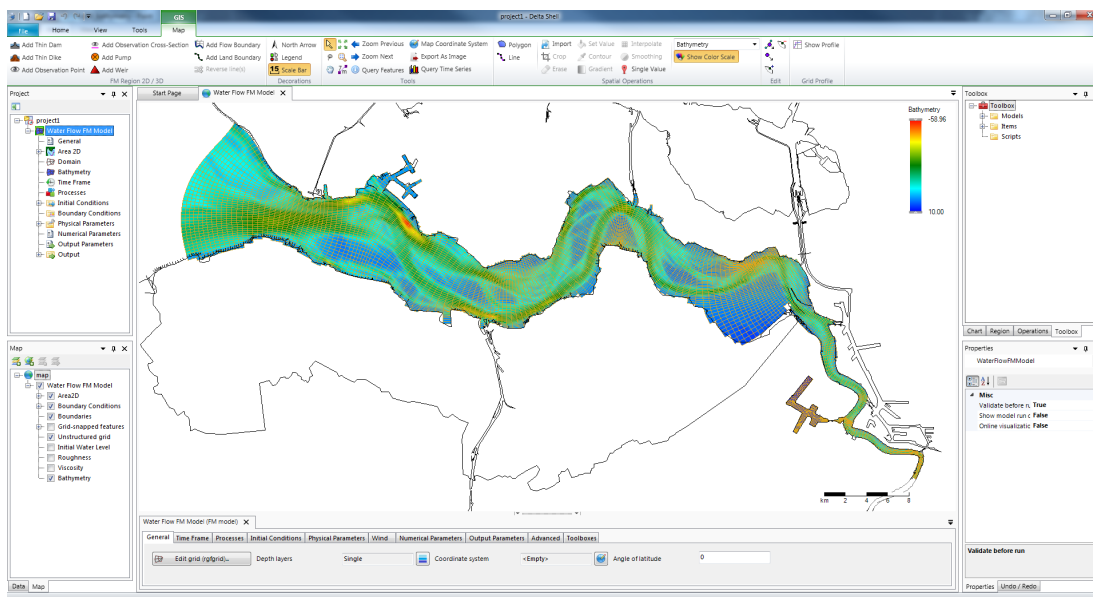 project1 - Delta Shell
GIS
File Home View Tools Map
Add Thin Dam Add Observation Cross-Section Add Flow Boundary North Arrow Zoom Previous Map Coordinate System Polygon Import Set Value Interpolate Bathymetry Show Profile
Add Thin Dike Add Pump Add Land Boundary Legend Zoom Next Export As Image Line Crop Contour Smoothing Show Color Scale
Add Observation Point Add Weir Reverse line(s) 15 Scale Bar Query Features Query Time Series Erase Gradient Single Value
FM Region 2D / 3D Decorations Tools Spatial Operations Edit Grid Profile
Project
project1
Water Flow FM Model
General
Area 2D
Domain
Bathymetry
Time Frame
Processes
Initial Conditions
Boundary Conditions
Physical Parameters
Numerical Parameters
Output Parameters
Output
Map
map
Water Flow FM Model
Area2D
Boundary Conditions
Boundaries
Grid-snapped features
Unstructured grid
Initial Water Level
Roughness
Viscosity
Bathymetry
Data Map
Start Page Water Flow FM Model X
Bathymetry
-58.96
10.00
km 2 4 6 8
Water Flow FM Model (FM model) X
General Time Frame Processes Initial Conditions Physical Parameters Wind Numerical Parameters Output Parameters Advanced Toolboxes
Edit grid (rgfgrid)... Depth layers Single Coordinate system <Empty> Angle of latitude 0
Toolbox
Toolbox
Models
Items
Scripts
Chart Region Operations Toolbox
Properties
WaterFlowFMModel
Misc
Validate before ru True
Show model run c False
Online visualizatic False
Validate before run
Properties Undo / Redo